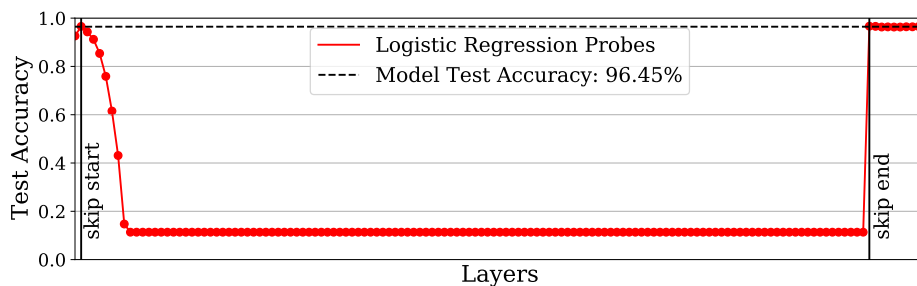 1.0
0.8
0.6
0.4
0.2
0.0
Test Accuracy
Layers
skip start
skip end
Logistic Regression Probes
Model Test Accuracy: 96.45%